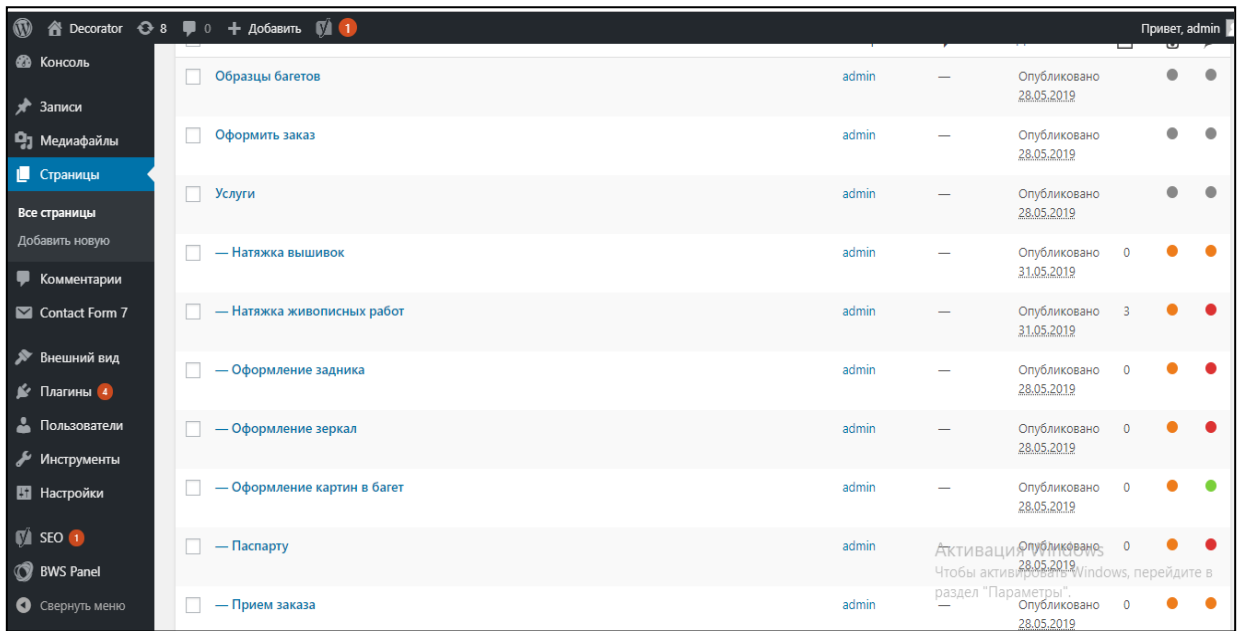 Decorator 8 0 + Добавить 1 Привет, admin
Консоль
Записи
Медиафайлы
Страницы
Все страницы
Добавить новую
Комментарии
Contact Form 7
Внешний вид
Плагины 4
Пользователи
Инструменты
Настройки
SEO 1
BWS Panel
Свернуть меню
Образцы багетов admin — Опубликовано
28.05.2019
Оформить заказ admin — Опубликовано
28.05.2019
Услуги admin — Опубликовано
28.05.2019
— Натяжка вышивок admin — Опубликовано 0
31.05.2019
— Натяжка живописных работ admin — Опубликовано 3
31.05.2019
— Оформление задника admin — Опубликовано 0
28.05.2019
— Оформление зеркал admin — Опубликовано 0
28.05.2019
— Оформление картин в багет admin — Опубликовано 0
28.05.2019
— Паспарту admin — Опубликовано 0
28.05.2019
— Прием заказа admin — Опубликовано 0
28.05.2019
Активация Windows
Чтобы активировать Windows, перейдите в
раздел "Параметры".